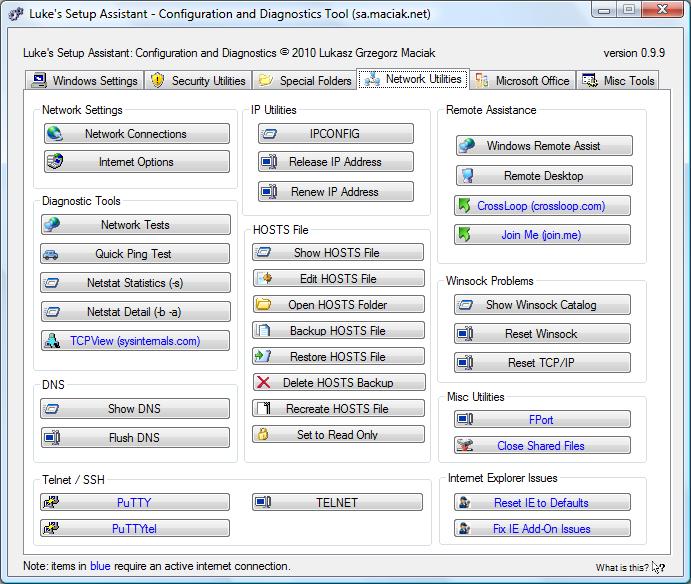 Luke's Setup Assistant - Configuration and Diagnostics Tool (sa.maciak.net)
Luke's Setup Assistant: Configuration and Diagnostics © 2010 Lukasz Grzegorz Maciak
version 0.9.9
Windows Settings
Security Utilities
Special Folders
Network Utilities
Microsoft Office
Misc Tools
Network Settings
Network Connections
Internet Options
Diagnostic Tools
Network Tests
Quick Ping Test
Netstat Statistics (-s)
Netstat Detail (-b -a)
TCPView (sysinternals.com)
DNS
Show DNS
Flush DNS
Telnet / SSH
PuTTY
PuTTYtel
TELNET
IP Utilities
IPCONFIG
Release IP Address
Renew IP Address
HOSTS File
Show HOSTS File
Edit HOSTS File
Open HOSTS Folder
Backup HOSTS File
Restore HOSTS File
Delete HOSTS Backup
Recreate HOSTS File
Set to Read Only
Remote Assistance
Windows Remote Assist
Remote Desktop
CrossLoop (crossloop.com)
Join Me (join.me)
Winsock Problems
Show Winsock Catalog
Reset Winsock
Reset TCP/IP
Misc Utilities
FPort
Close Shared Files
Internet Explorer Issues
Reset IE to Defaults
Fix IE Add-On Issues
Note: items in blue require an active internet connection.
What is this? ?